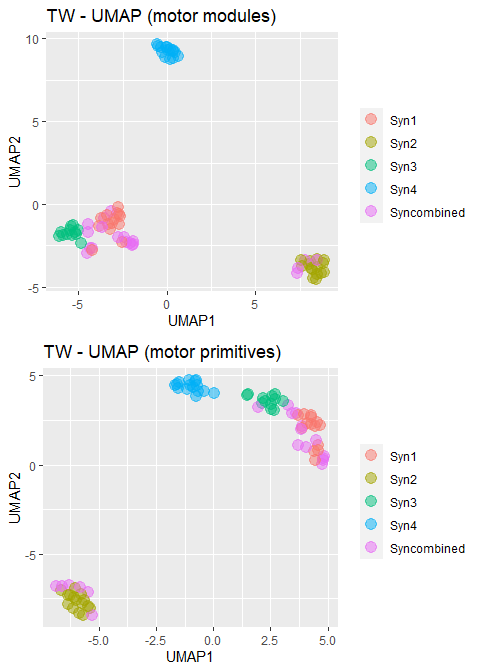 TW - UMAP (motor modules)
10
5
0
-5
UMAP2
-5
0
5
UMAP1
Syn1
Syn2
Syn3
Syn4
Syncombined
TW - UMAP (motor primitives)
5
0
-5
UMAP2
-5.0
-2.5
0.0
2.5
5.0
UMAP1
Syn1
Syn2
Syn3
Syn4
Syncombined